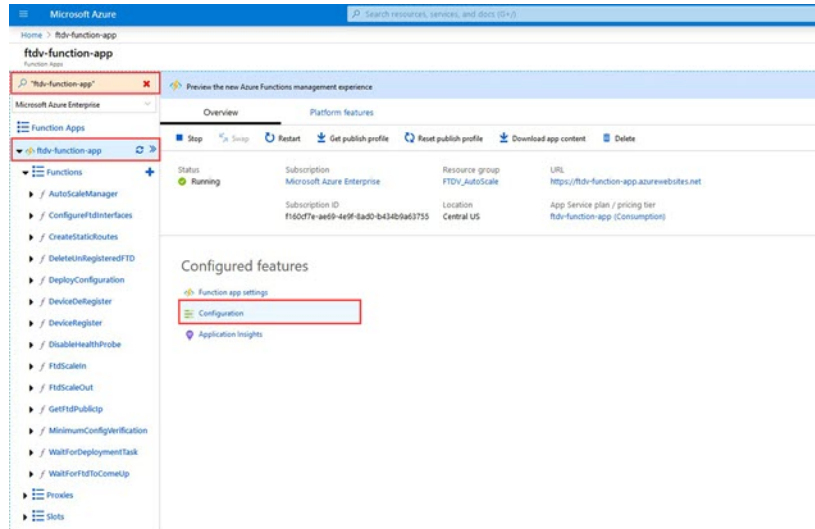 Microsoft Azure
Search resources, services, and docs (G+/)
Home > ftdv-function-app
ftdv-function-app
Function Apps
"ftdv-function-app"
Microsoft Azure Enterprise
Function Apps
ftdv-function-app
Functions
AutoScaleManager
ConfigureFtdInterfaces
CreateStaticRoutes
DeleteUnRegisteredFTD
DeployConfiguration
DeviceDeRegister
DeviceRegister
DisableHealthProbe
FtdScaleIn
FtdScaleOut
GetFtdPublicIp
MinimumConfigVerification
WaitForDeploymentTask
WaitForFtdToComeUp
Proxies
Slots
Preview the new Azure Functions management experience
Overview Platform features
Stop Swap Restart Get publish profile Reset publish profile Download app content Delete
Status Subscription Resource group URL
Running Microsoft Azure Enterprise FTDV_AutoScale https://ftdv-function-app.azurewebsites.net
Subscription ID Location App Service plan / pricing tier
f160cf7e-ae69-4e9f-8ad0-b434b9a63755 Central US ftdv-function-app (Consumption)
Configured features
Function app settings
Configuration
Application Insights